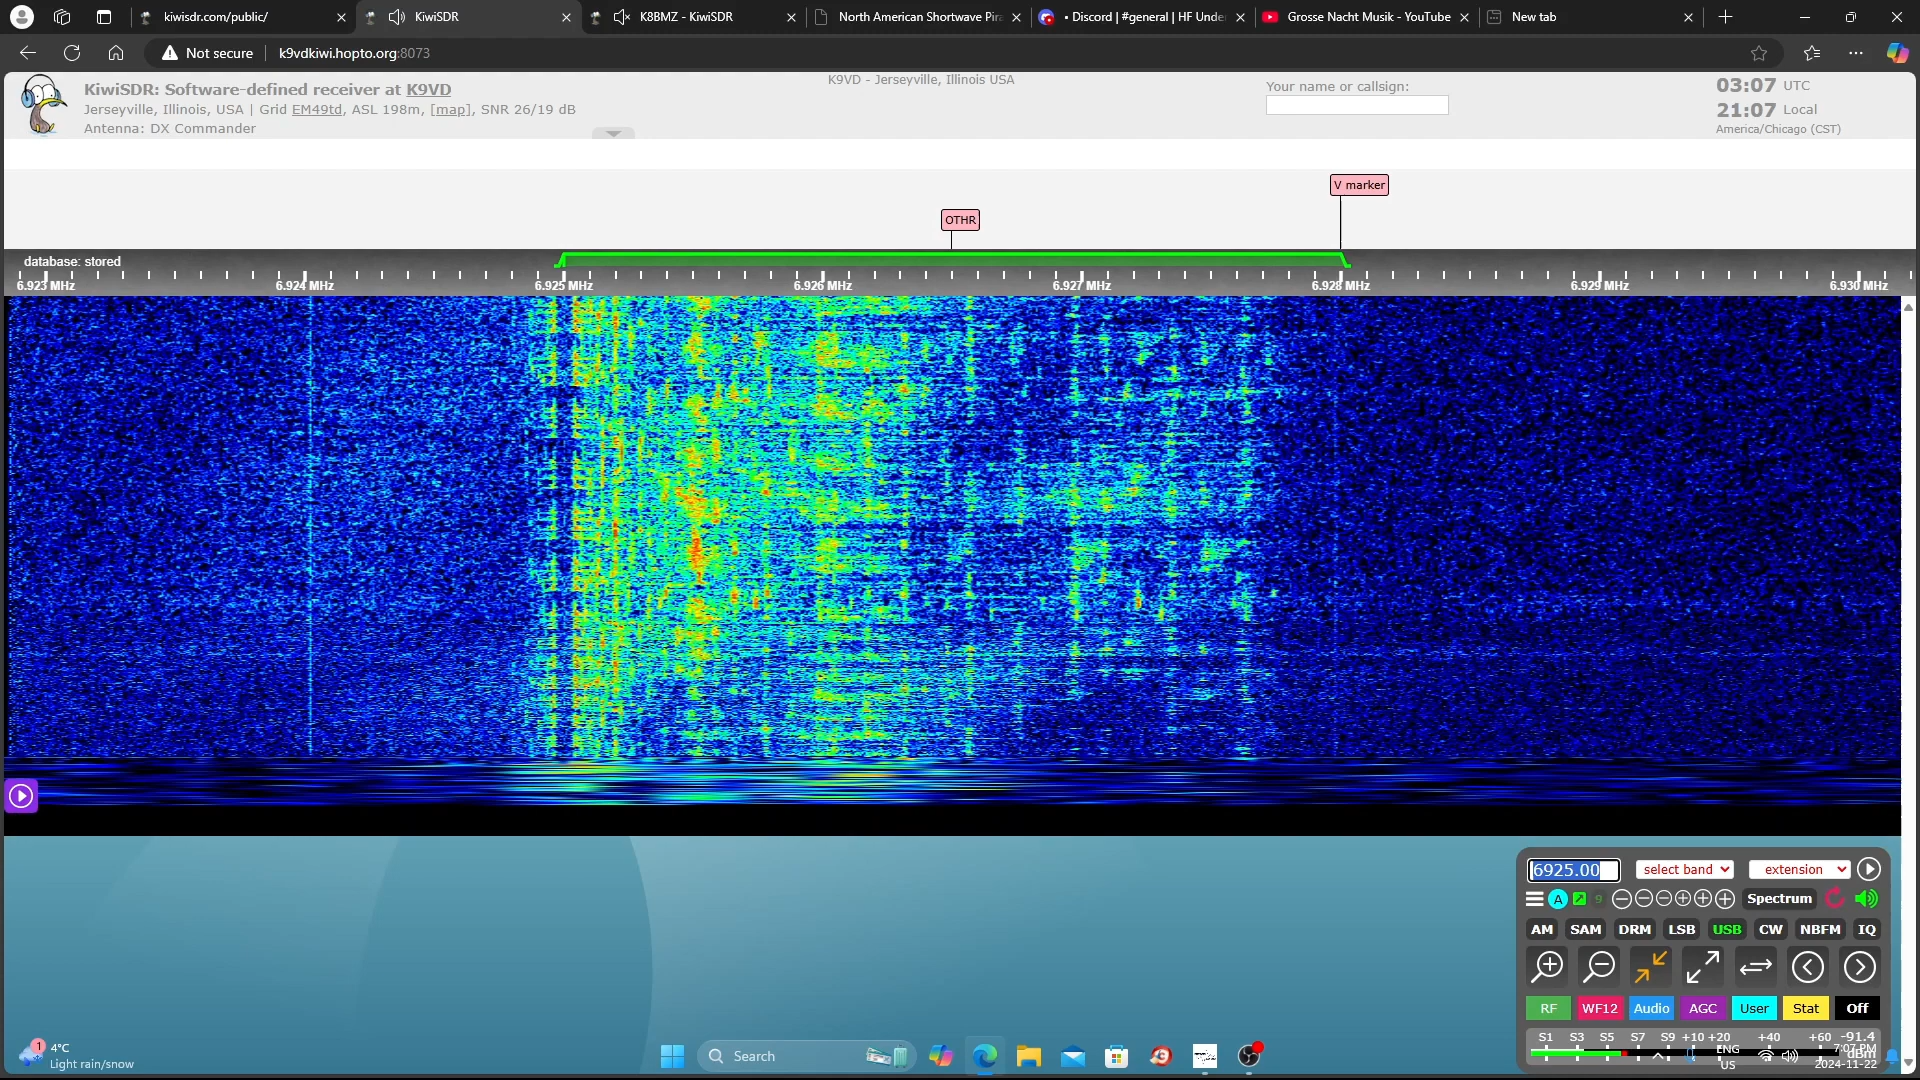 kiwisdr.com/public/
KiwiSDR
K8BMZ - KiwiSDR
North American Shortwave Pira
• Discord | #general | HF Unde
Grosse Nacht Musik - YouTube
New tab
Not secure
k9vdkiwi.hopto.org:8073
KiwiSDR: Software-defined receiver at K9VD
Jerseyville, Illinois, USA | Grid EM49td, ASL 198m, [map], SNR 26/19 dB
Antenna: DX Commander
K9VD - Jerseyville, Illinois USA
Your name or callsign:
03:07 UTC
21:07 Local
America/Chicago (CST)
V marker
OTHR
database: stored
6.923 MHz 6.924 MHz 6.925 MHz 6.926 MHz 6.927 MHz 6.928 MHz 6.929 MHz 6.930 MHz
6925.00 select band extension
A 9 Spectrum
AM SAM DRM LSB USB CW NBFM IQ
RF WF12 Audio AGC User Stat Off
S1 S3 S5 S7 S9 +10 +20 +40 +60 -91.4
dBm
1
4°C
Light rain/snow
Search
ENG
US
7:07 PM
2024-11-22